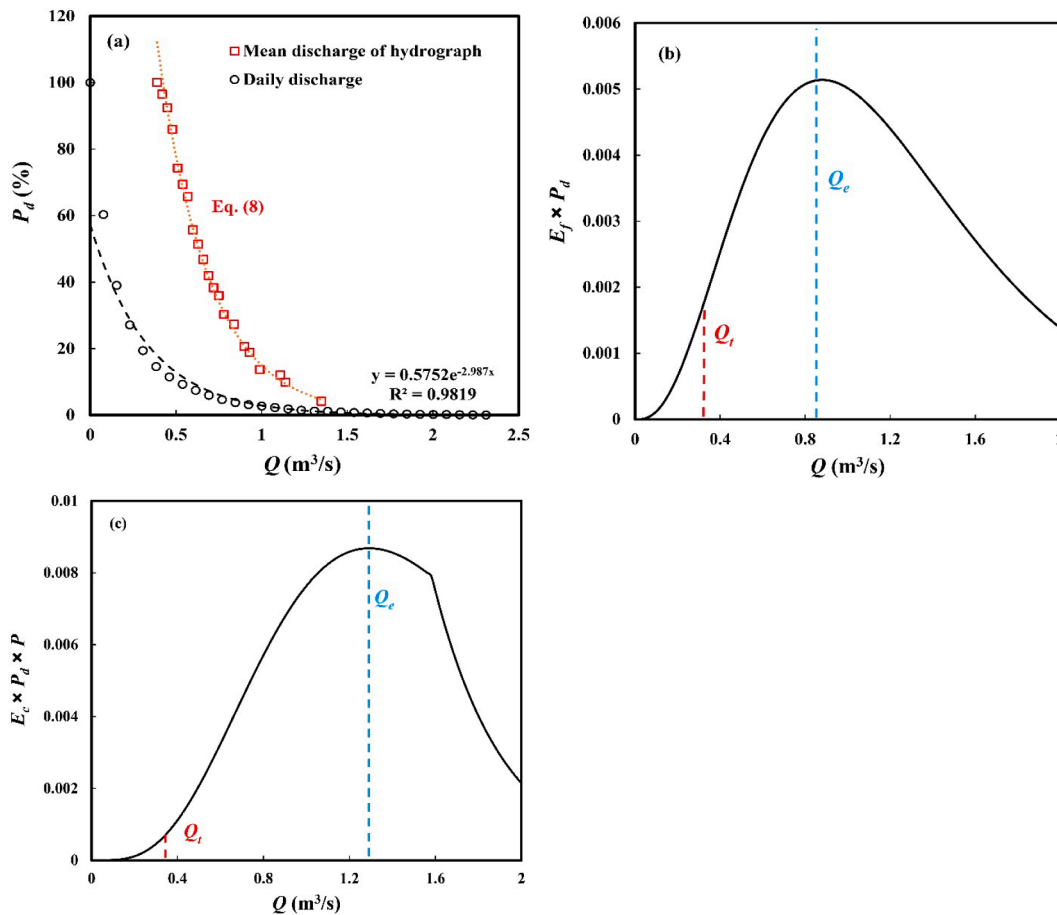 (a)
Mean discharge of hydrograph
Daily discharge
Eq. (8)
y = 0.5752e^{-2.987x}
R² = 0.9819
P_d (%)
120
100
80
60
40
20
0
0 0.5 1 1.5 2 2.5
Q (m³/s)
(b)
E_f × P_d
0.006
0.005
0.004
0.003
0.002
0.001
0
Q_e
Q_t
0 0.4 0.8 1.2 1.6
Q (m³/s)
(c)
E_c × P_d × P
0.01
0.008
0.006
0.004
0.002
0
Q_e
Q_t
0 0.4 0.8 1.2 1.6 2
Q (m³/s)